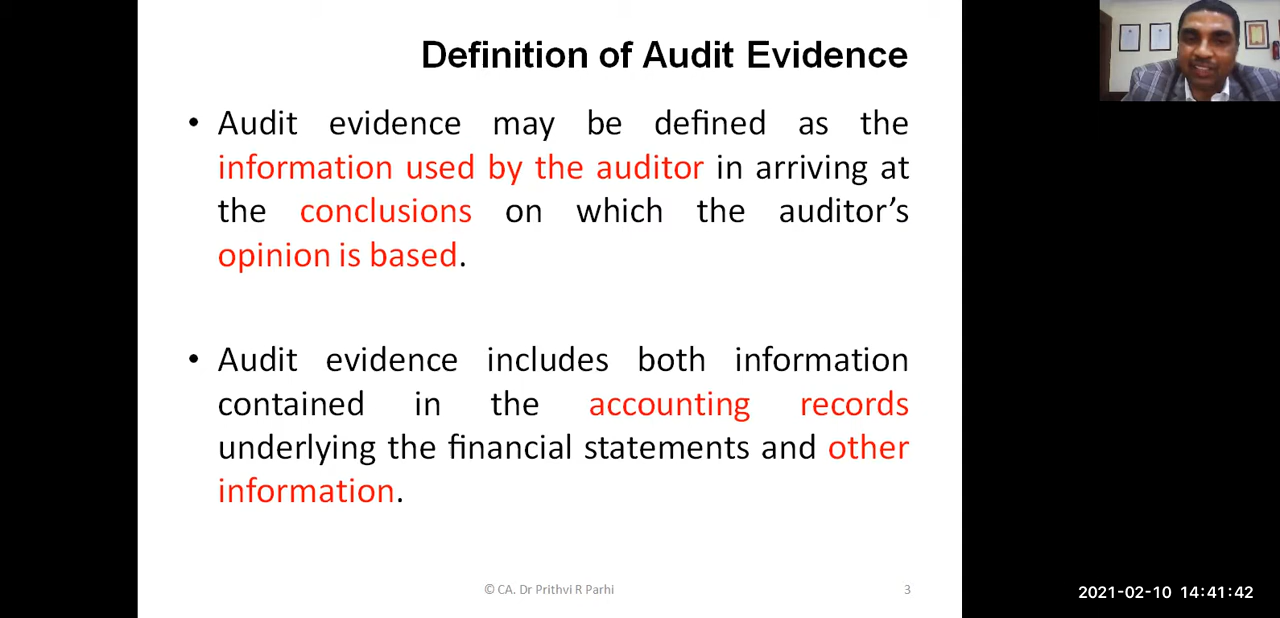 Definition of Audit Evidence
• Audit evidence may be defined as the
information used by the auditor in arriving at
the conclusions on which the auditor’s
opinion is based.
• Audit evidence includes both information
contained in the accounting records
underlying the financial statements and other
information.
© CA. Dr Prithvi R Parhi
3
2021-02-10 14:41:42